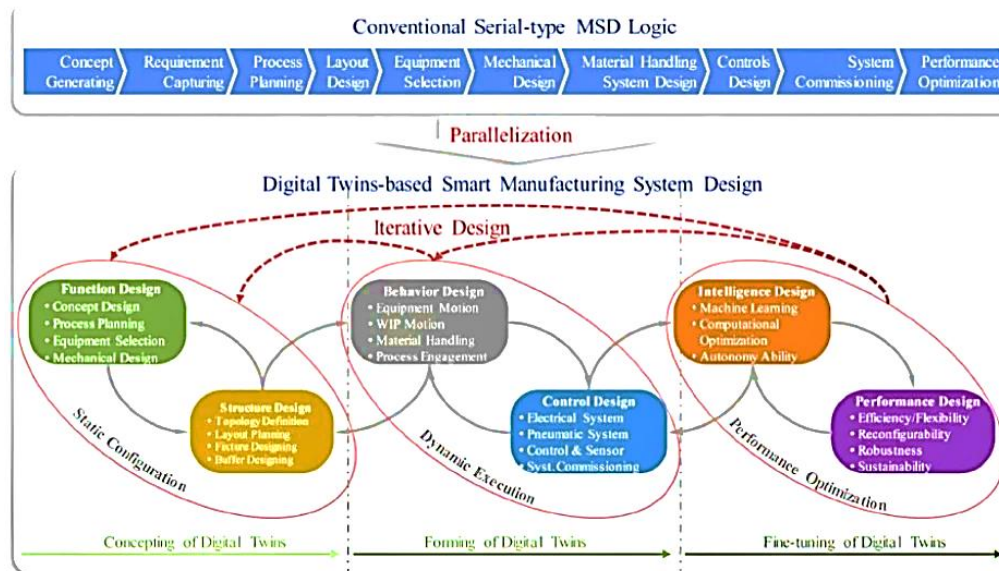 Conventional Serial-type MSD Logic
Concept Generating
Requirement Capturing
Process Planning
Layout Design
Equipment Selection
Mechanical Design
Material Handling System Design
Controls Design
System Commissioning
Performance Optimization
Parallelization
Digital Twins-based Smart Manufacturing System Design
Iterative Design
Function Design
• Concept Design
• Process Planning
• Equipment Selection
• Mechanical Design
Structure Design
• Topology Definition
• Layout Planning
• Fixture Designing
• Buffer Designing
Static Configuration
Behavior Design
• Equipment Motion
• WIP Motion
• Material Handling
• Process Engagement
Control Design
• Electrical System
• Pneumatic System
• Control & Sensor
• Syst. Commissioning
Dynamic Execution
Intelligence Design
• Machine Learning
• Computational
Optimization
• Autonomy Ability
Performance Design
• Efficiency/Flexibility
• Reconfigurability
• Robustness
• Sustainability
Performance Optimization
Concepting of Digital Twins
Forming of Digital Twins
Fine-tuning of Digital Twins